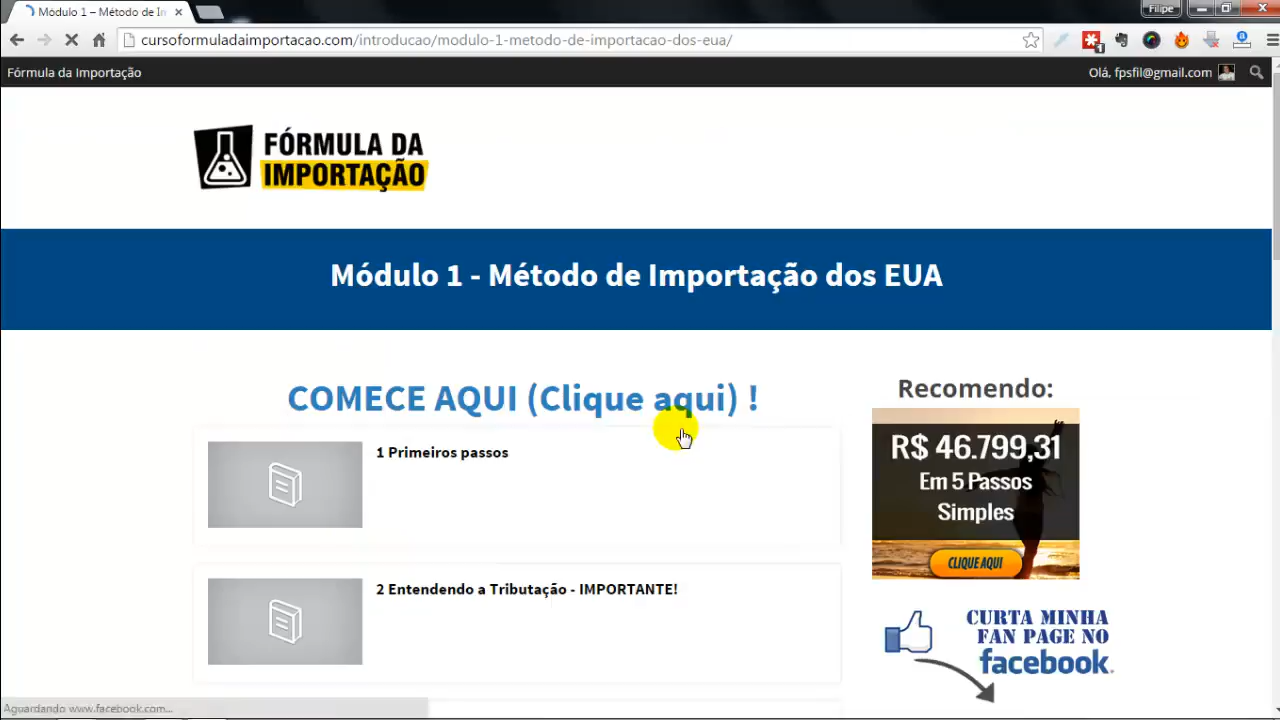 Módulo 1 – Método de In
Filipe
cursoformuladaimportacao.com/introducao/modulo-1-metodo-de-importacao-dos-eua/
1
Fórmula da Importação
Olá, fpsfil@gmail.com
FÓRMULA DA
IMPORTAÇÃO
Módulo 1 - Método de Importação dos EUA
COMECE AQUI (Clique aqui) !
1 Primeiros passos
2 Entendendo a Tributação - IMPORTANTE!
Recomendo:
R$ 46.799,31
Em 5 Passos
Simples
CLIQUE AQUI
CURTA MINHA
FAN PAGE NO
facebook.
Aguardando www.facebook.com...